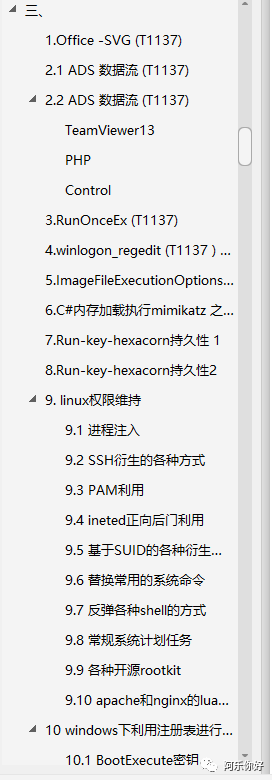 三、
1.Office -SVG (T1137)
2.1 ADS 数据流 (T1137)
2.2 ADS 数据流 (T1137)
TeamViewer13
PHP
Control
3.RunOnceEx (T1137)
4.winlogon_regedit (T1137 ) ...
5.ImageFileExecutionOptions...
6.C#内存加载执行mimikatz 之...
7.Run-key-hexacorn持久性 1
8.Run-key-hexacorn持久性2
9. linux权限维持
9.1 进程注入
9.2 SSH衍生的各种方式
9.3 PAM利用
9.4 ineted正向后门利用
9.5 基于SUID的各种衍生...
9.6 替换常用的系统命令
9.7 反弹各种shell的方式
9.8 常规系统计划任务
9.9 各种开源rootkit
9.10 apache和nginx的lua...
10 windows下利用注册表进行...
10.1 BootExecute密钥
阿乐你好